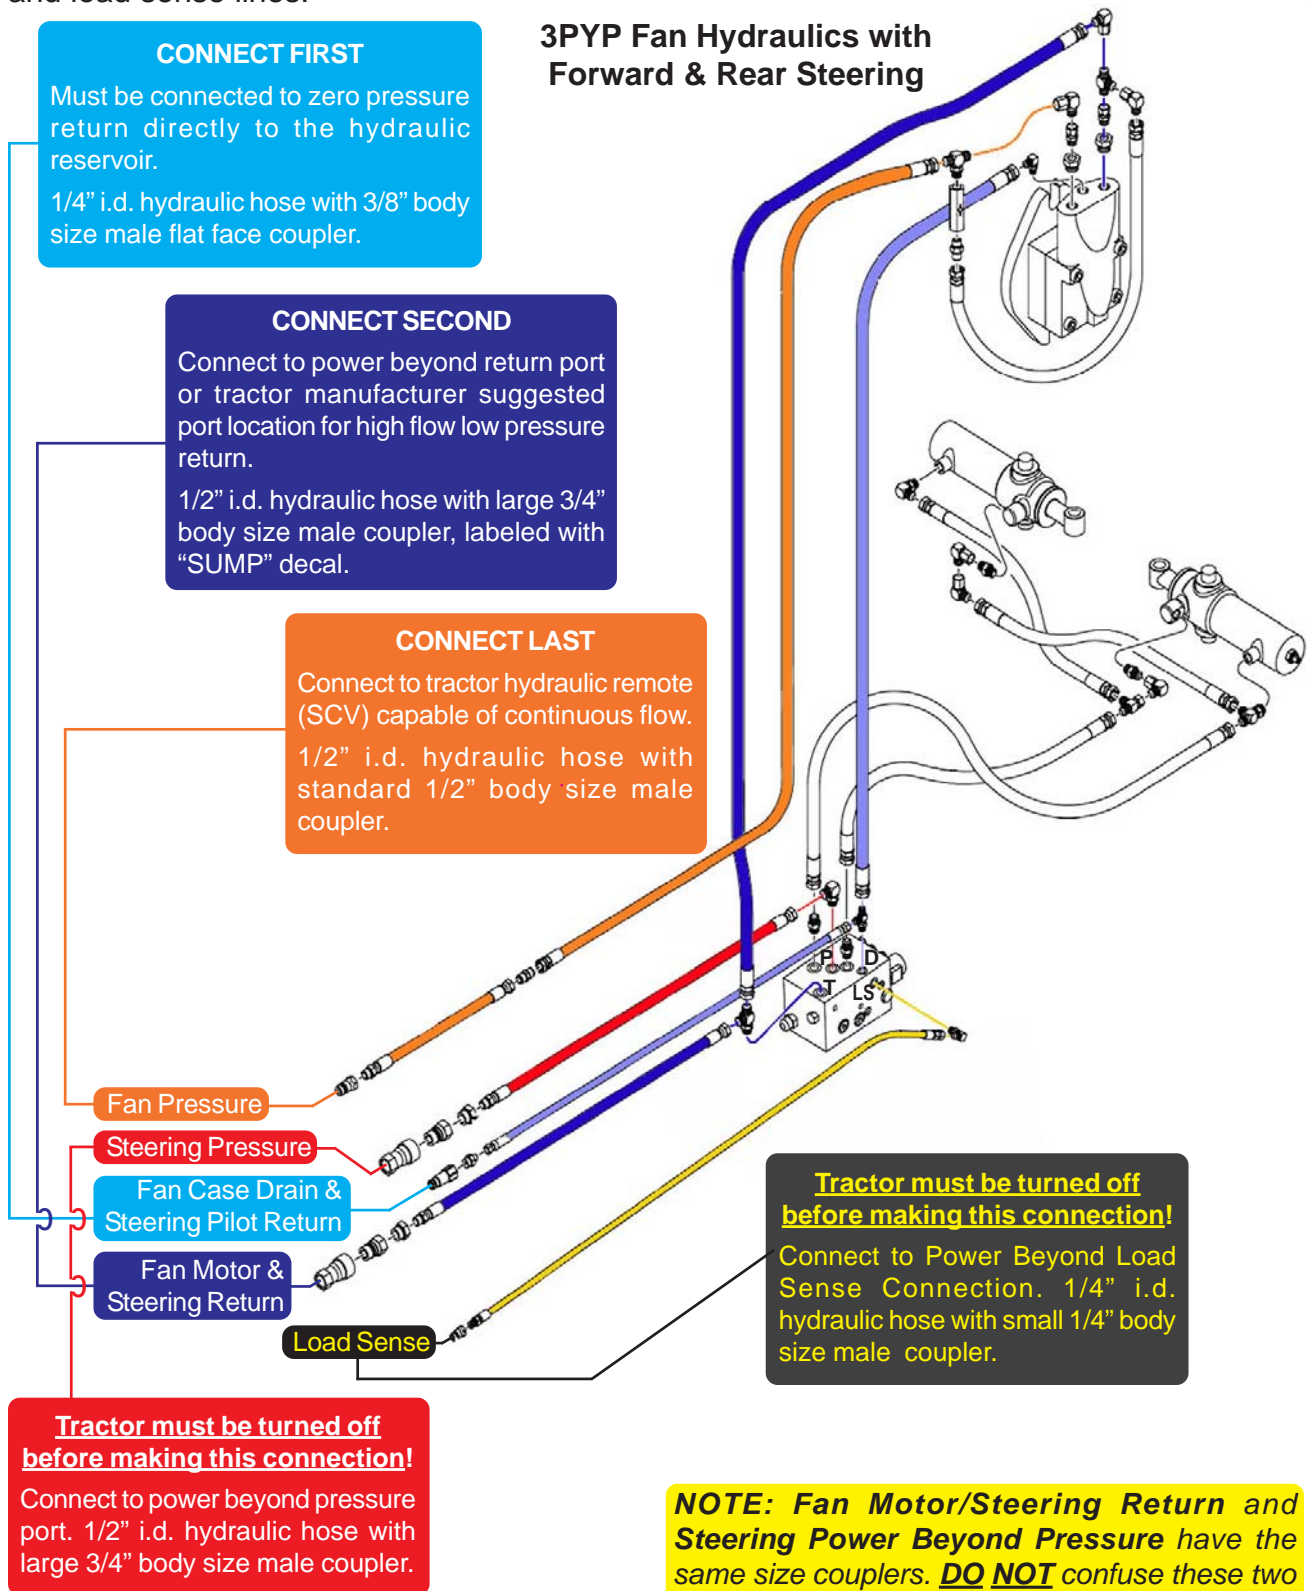 and load sense lines.
3PYP Fan Hydraulics with
Forward & Rear Steering
CONNECT FIRST
Must be connected to zero pressure
return directly to the hydraulic
reservoir.
1/4” i.d. hydraulic hose with 3/8” body
size male flat face coupler.
CONNECT SECOND
Connect to power beyond return port
or tractor manufacturer suggested
port location for high flow low pressure
return.
1/2” i.d. hydraulic hose with large 3/4”
body size male coupler, labeled with
“SUMP” decal.
CONNECT LAST
Connect to tractor hydraulic remote
(SCV) capable of continuous flow.
1/2” i.d. hydraulic hose with
standard 1/2” body size male
coupler.
P
D
T
LS
Fan Pressure
Steering Pressure
Fan Case Drain &
Steering Pilot Return
Fan Motor &
Steering Return
Load Sense
Tractor must be turned off
before making this connection!
Connect to Power Beyond Load
Sense Connection. 1/4” i.d.
hydraulic hose with small 1/4” body
size male coupler.
Tractor must be turned off
before making this connection!
Connect to power beyond pressure
port. 1/2” i.d. hydraulic hose with
large 3/4” body size male coupler.
NOTE: Fan Motor/Steering Return and
Steering Power Beyond Pressure have the
same size couplers. DO NOT confuse these two